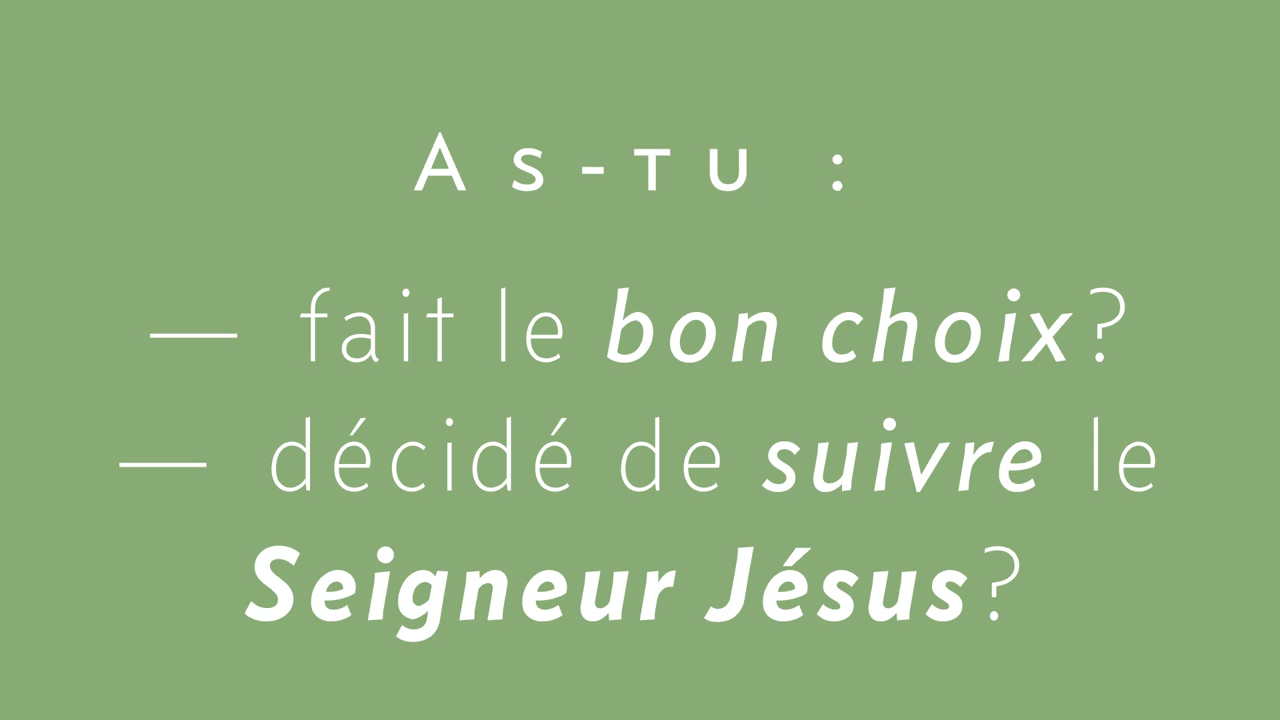 As-tu :
— fait le bon choix?
— décidé de suivre le
Seigneur Jésus?